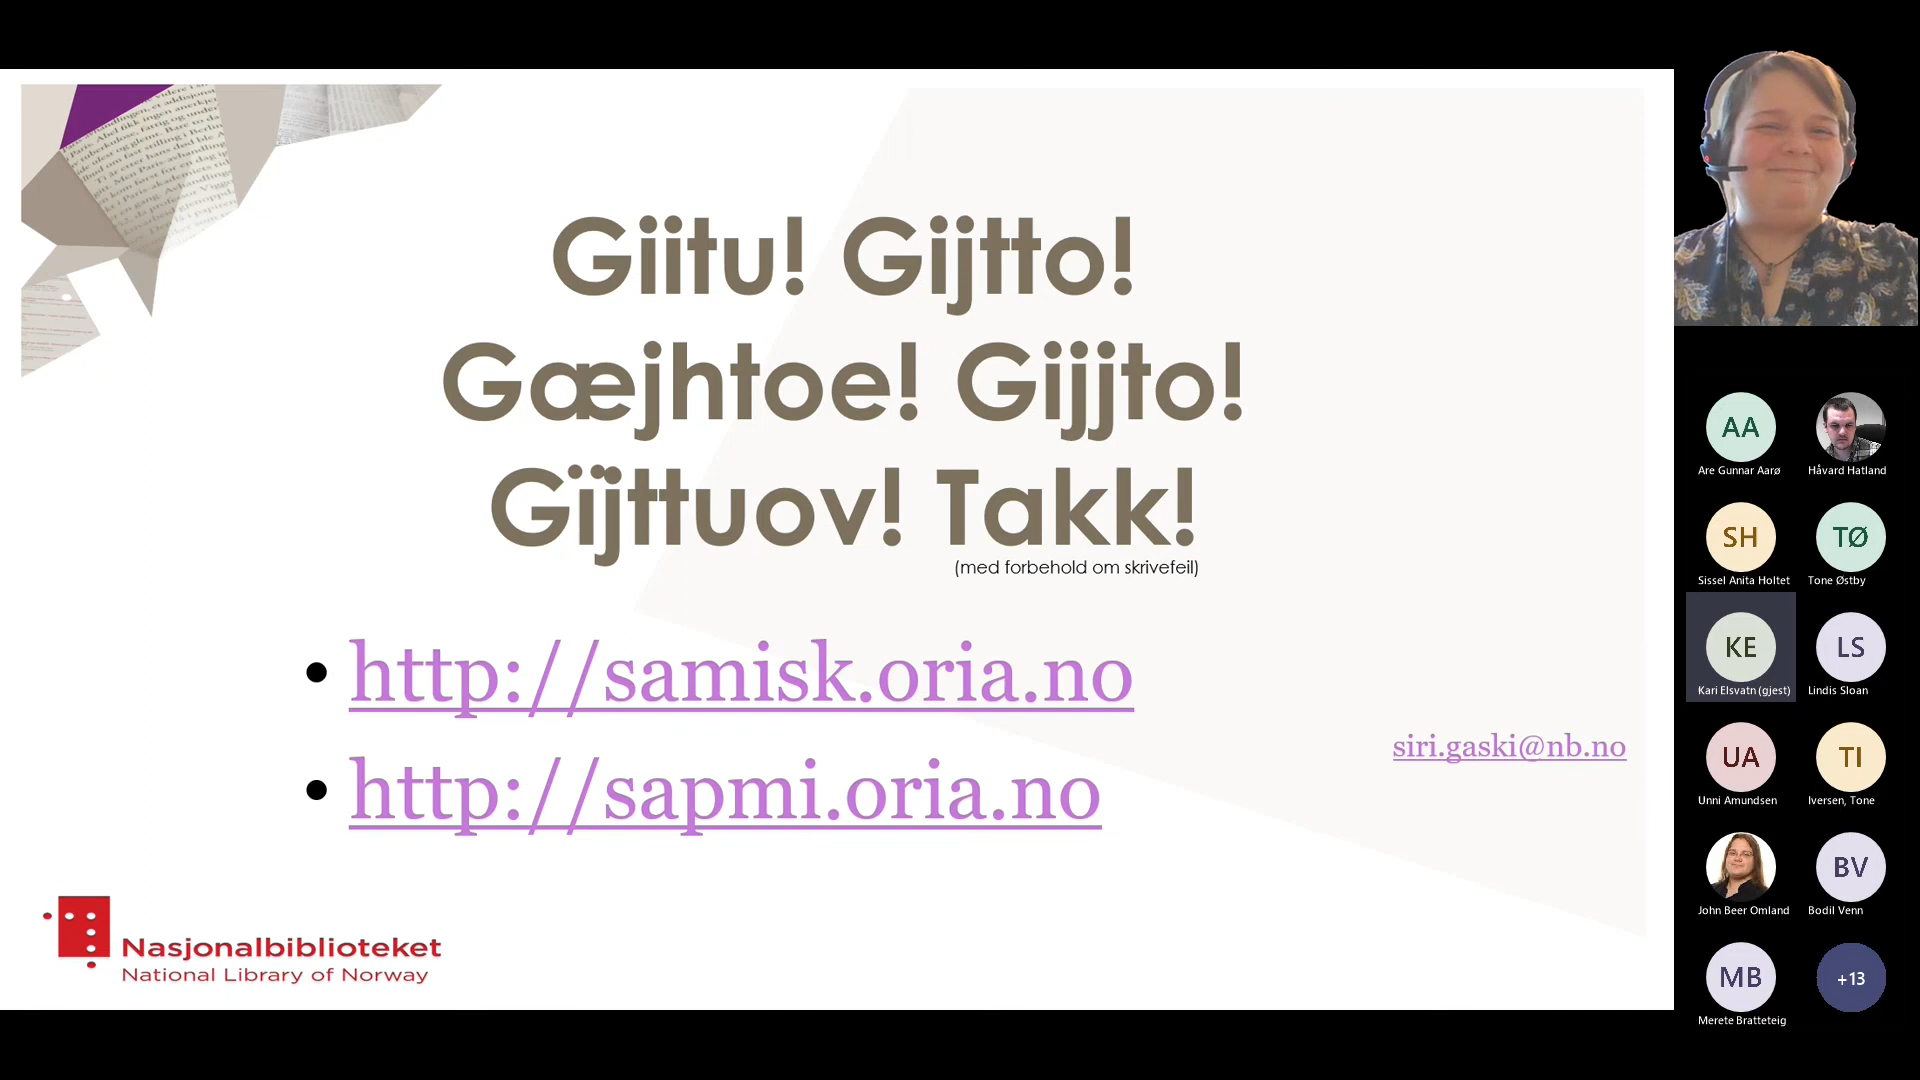 Giitu! Gijtto!
Gæjhtoe! Gijjto!
Gïjttuov! Takk!
(med forbehold om skrivefeil)
• http://samisk.oria.no
• http://sapmi.oria.no
siri.gaski@nb.no
Nasjonalbiblioteket
National Library of Norway
AA
Are Gunnar Aarø
Håvard Hatland
SH
Sissel Anita Holtet
TØ
Tone Østby
KE
Kari Elsvatn (gjest)
LS
Lindis Sloan
UA
Unni Amundsen
TI
Iversen, Tone
John Beer Omland
BV
Bodil Venn
MB
Merete Bratteteig
+13